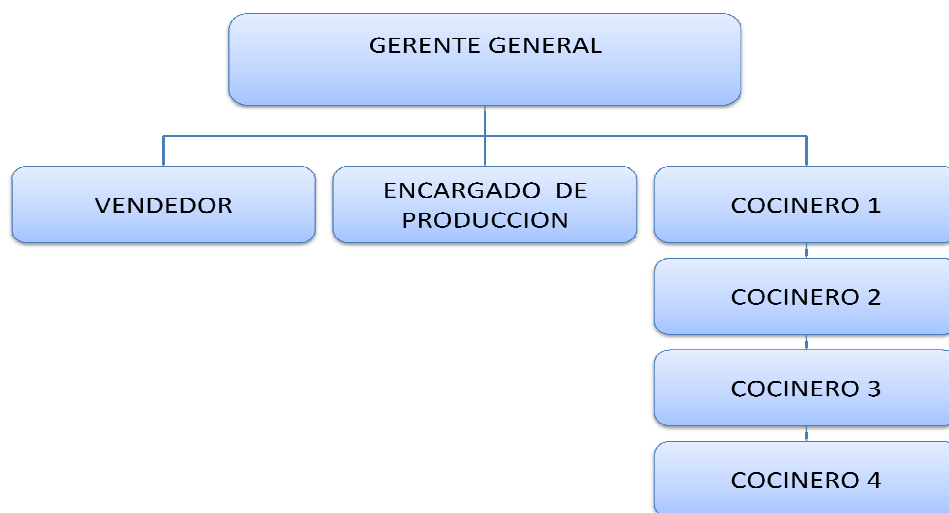 GERENTE GENERAL
VENDEDOR
ENCARGADO DE
PRODUCCION
COCINERO 1
COCINERO 2
COCINERO 3
COCINERO 4